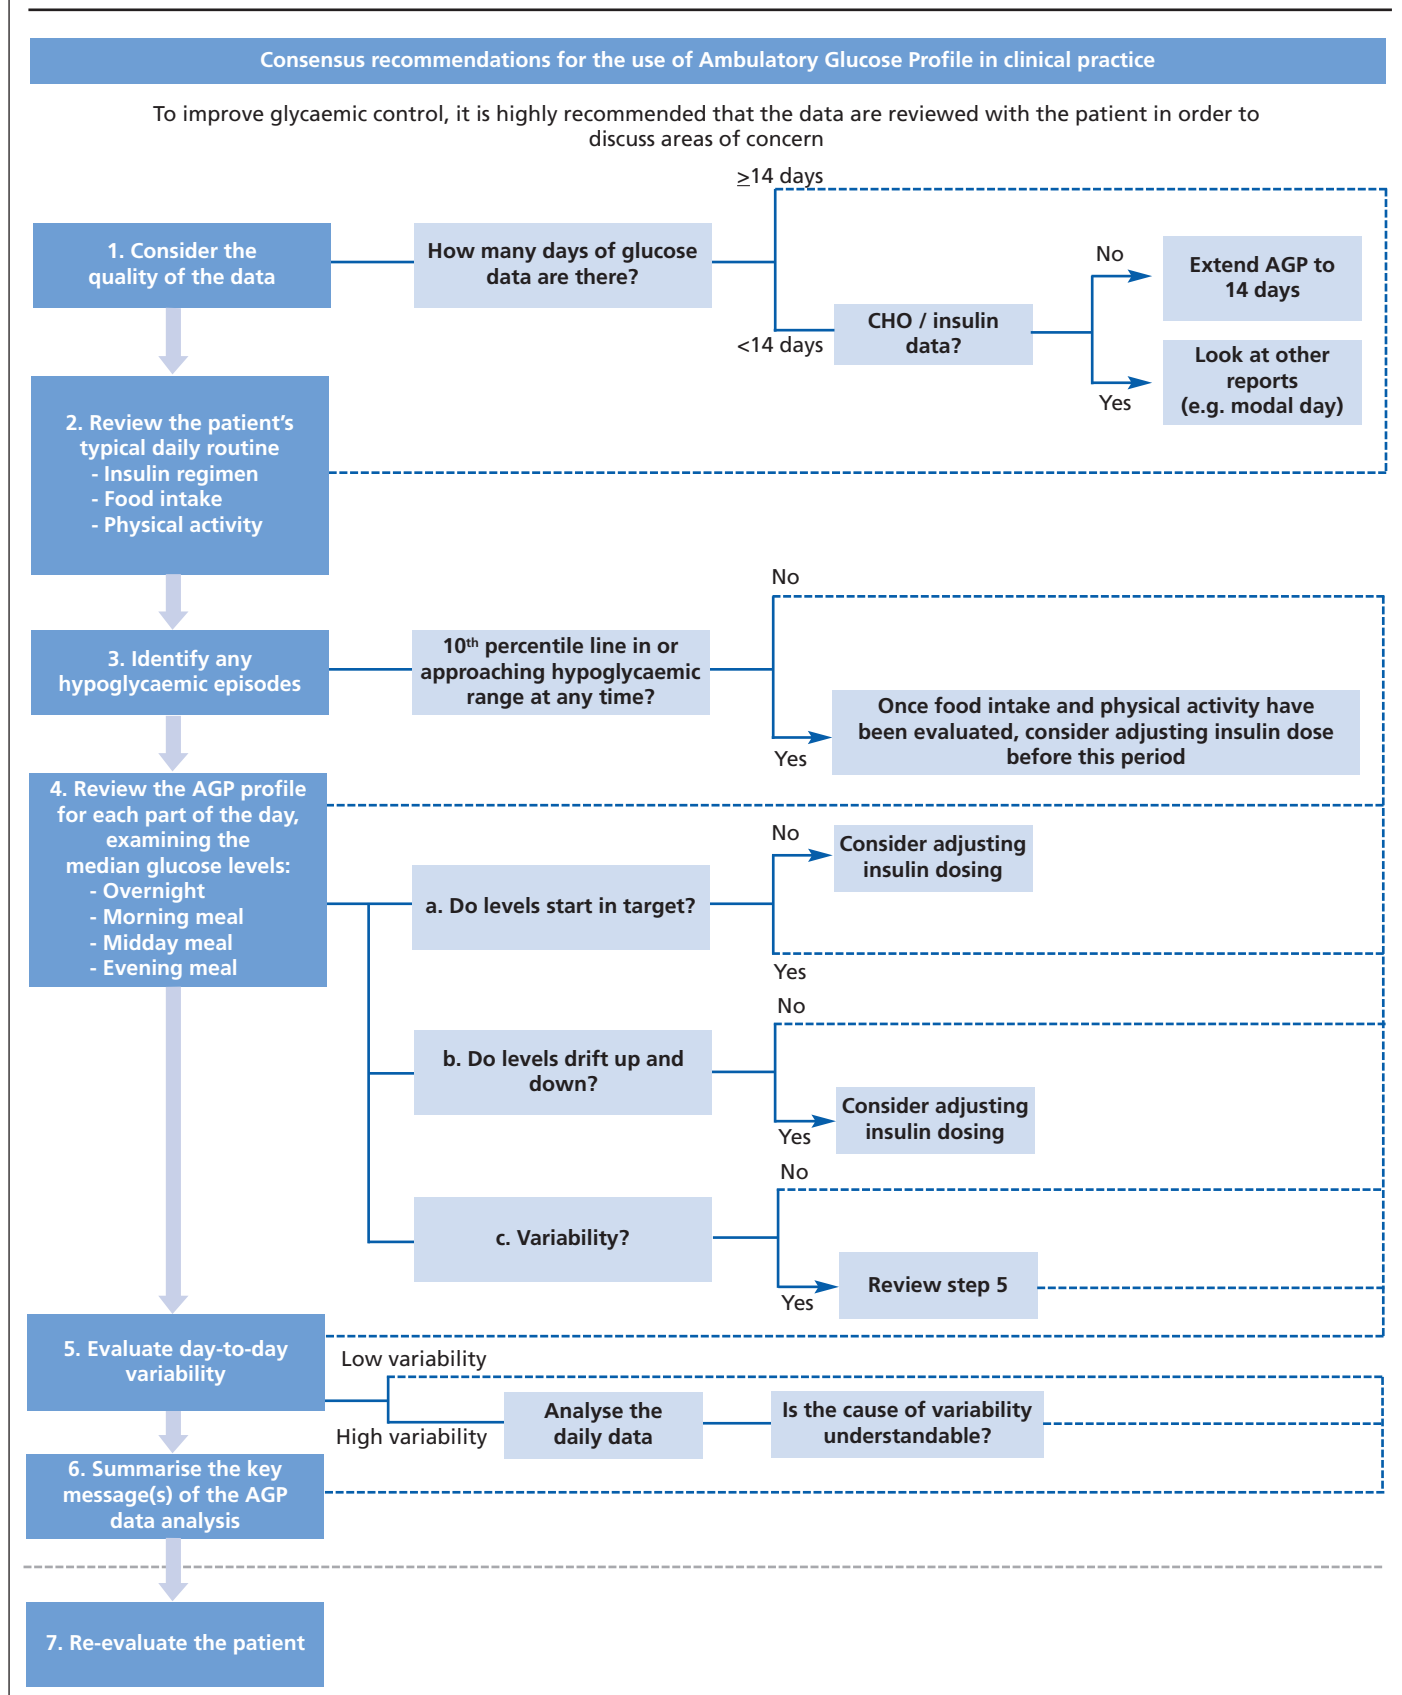 Consensus recommendations for the use of Ambulatory Glucose Profile in clinical practice
To improve glycaemic control, it is highly recommended that the data are reviewed with the patient in order to
discuss areas of concern
≥14 days
1. Consider the
quality of the data
How many days of glucose
data are there?
<14 days
CHO / insulin
data?
No
Extend AGP to
14 days
Yes
Look at other
reports
(e.g. modal day)
2. Review the patient's
typical daily routine
- Insulin regimen
- Food intake
- Physical activity
3. Identify any
hypoglycaemic episodes
10th percentile line in or
approaching hypoglycaemic
range at any time?
No
Yes
Once food intake and physical activity have
been evaluated, consider adjusting insulin dose
before this period
4. Review the AGP profile
for each part of the day,
examining the
median glucose levels:
- Overnight
- Morning meal
- Midday meal
- Evening meal
a. Do levels start in target?
No
Consider adjusting
insulin dosing
Yes
b. Do levels drift up and
down?
No
Yes
Consider adjusting
insulin dosing
c. Variability?
No
Yes
Review step 5
5. Evaluate day-to-day
variability
Low variability
High variability
Analyse the
daily data
Is the cause of variability
understandable?
6. Summarise the key
message(s) of the AGP
data analysis
7. Re-evaluate the patient